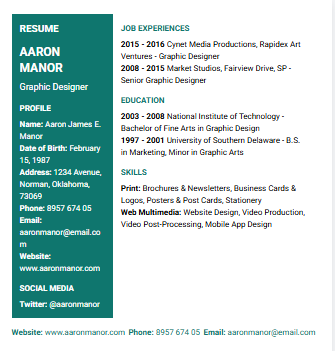 RESUME
AARON
MANOR
Graphic Designer
PROFILE
Name: Aaron James E.
Manor
Date of Birth: February
15, 1987
Address: 1234 Avenue,
Norman, Oklahoma,
73069
Phone: 8957 674 05
Email:
aaronmanor@email.co
m
Website:
www.aaronmanor.com
SOCIAL MEDIA
Twitter: @aaronmanor
JOB EXPERIENCES
2015 - 2016 Cynet Media Productions, Rapidex Art
Ventures - Graphic Designer
2008 - 2015 Market Studios, Fairview Drive, SP -
Senior Graphic Designer
EDUCATION
2003 - 2008 National Institute of Technology -
Bachelor of Fine Arts in Graphic Design
1997 - 2001 University of Southern Delaware - B.S.
in Marketing, Minor in Graphic Arts
SKILLS
Print: Brochures & Newsletters, Business Cards &
Logos, Posters & Post Cards, Stationery
Web Multimedia: Website Design, Video Production,
Video Post-Processing, Mobile App Design
Website: www.aaronmanor.com Phone: 8957 674 05 Email: aaronmanor@email.com